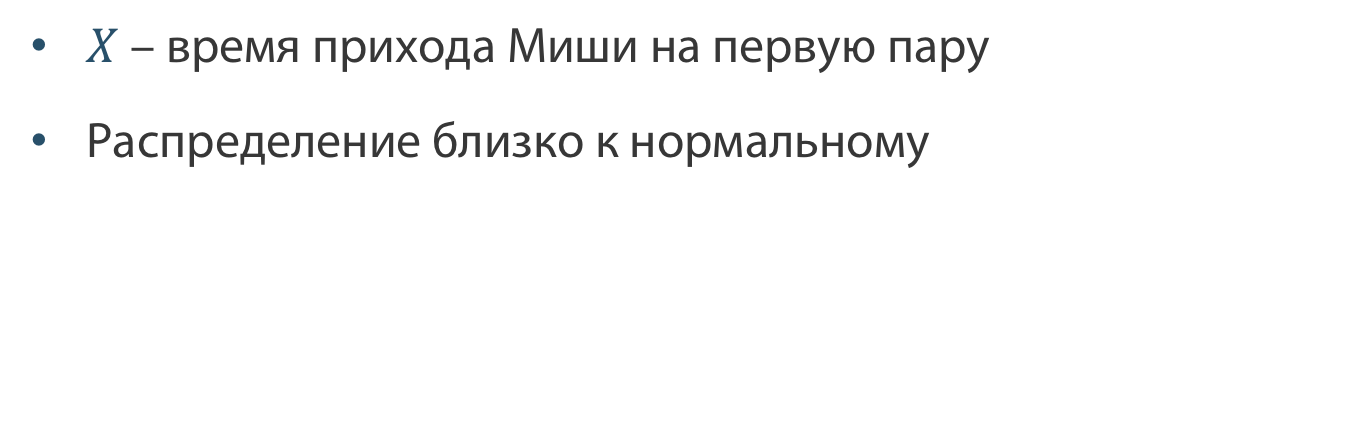 • X – время прихода Миши на первую пару
• Распределение близко к нормальному